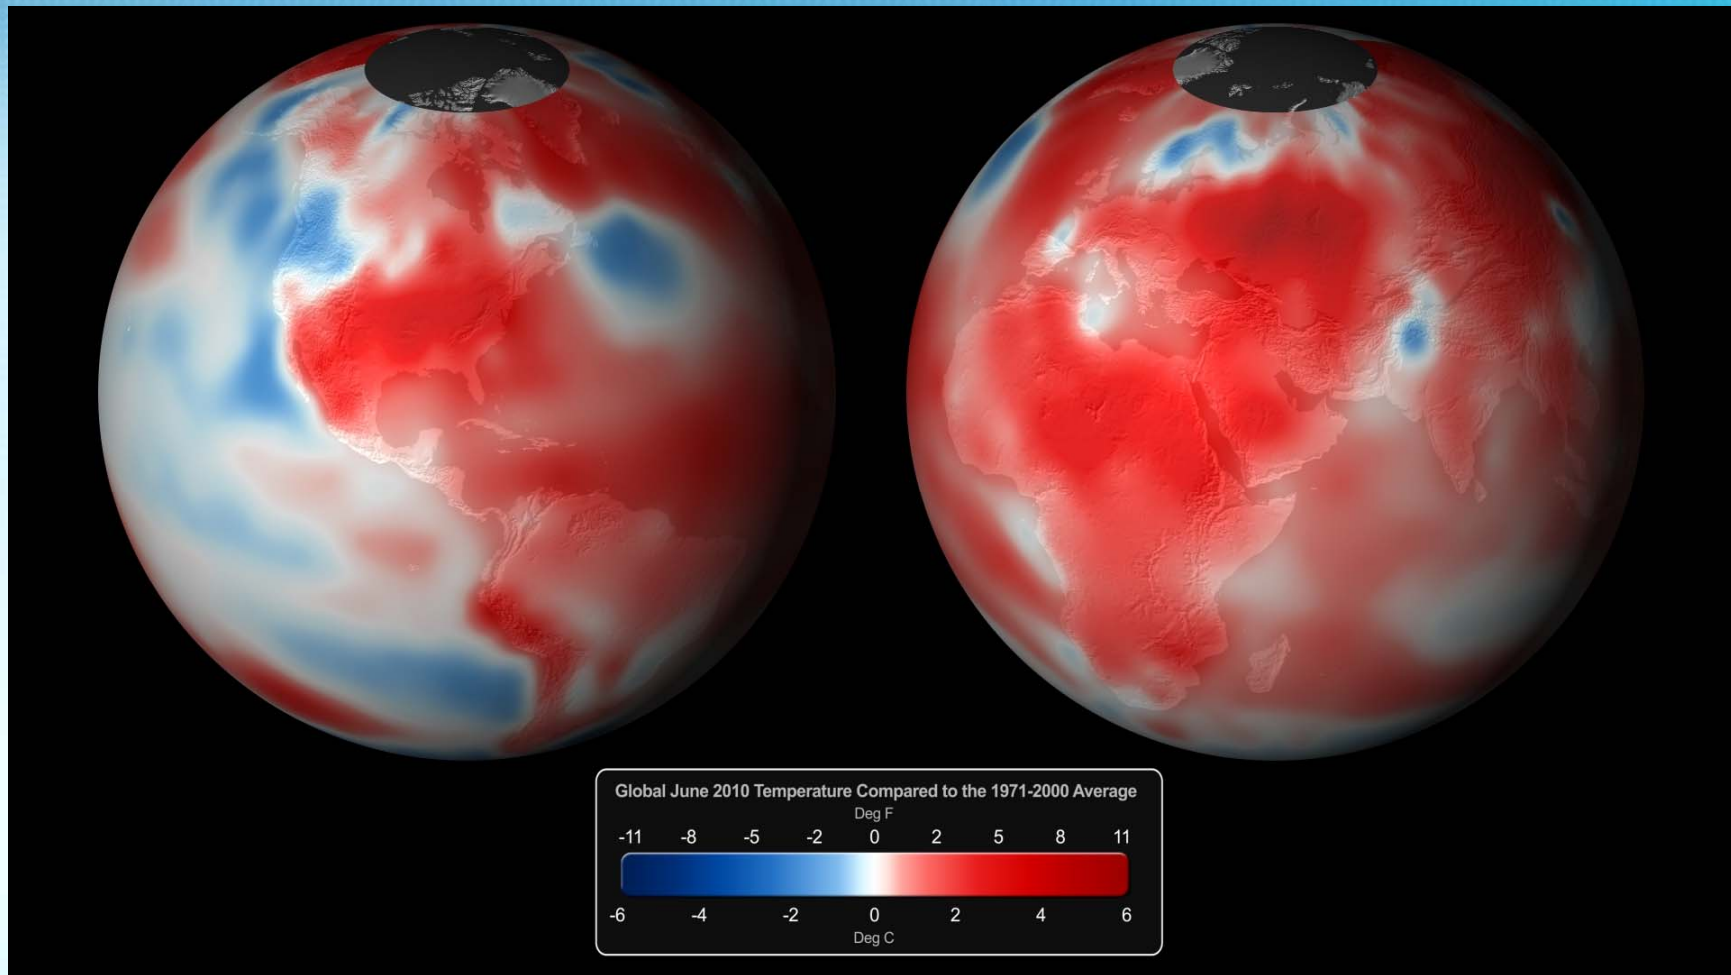 Global June 2010 Temperature Compared to the 1971-2000 Average
Deg F
-11 -8 -5 -2 0 2 5 8 11
-6 -4 -2 0 2 4 6
Deg C